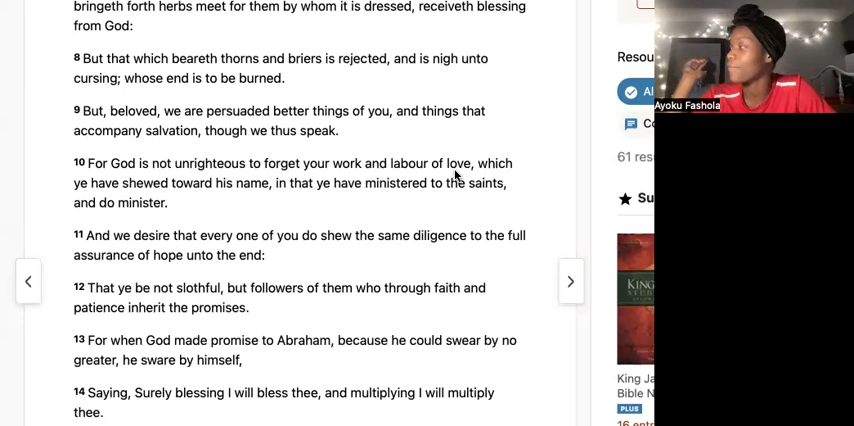 bringeth forth herbs meet for them by whom it is dressed, receiveth blessing
from God:
8 But that which beareth thorns and briers is rejected, and is nigh unto
cursing; whose end is to be burned.
9 But, beloved, we are persuaded better things of you, and things that
accompany salvation, though we thus speak.
10 For God is not unrighteous to forget your work and labour of love, which
ye have shewed toward his name, in that ye have ministered to the saints,
and do minister.
11 And we desire that every one of you do shew the same diligence to the full
assurance of hope unto the end:
12 That ye be not slothful, but followers of them who through faith and
patience inherit the promises.
13 For when God made promise to Abraham, because he could swear by no
greater, he sware by himself,
14 Saying, Surely blessing I will bless thee, and multiplying I will multiply
thee.
Resou
Al
Co
61 res
Su
KING
King Ja
Bible N
PLUS
16 entr
Ayoku Fashola